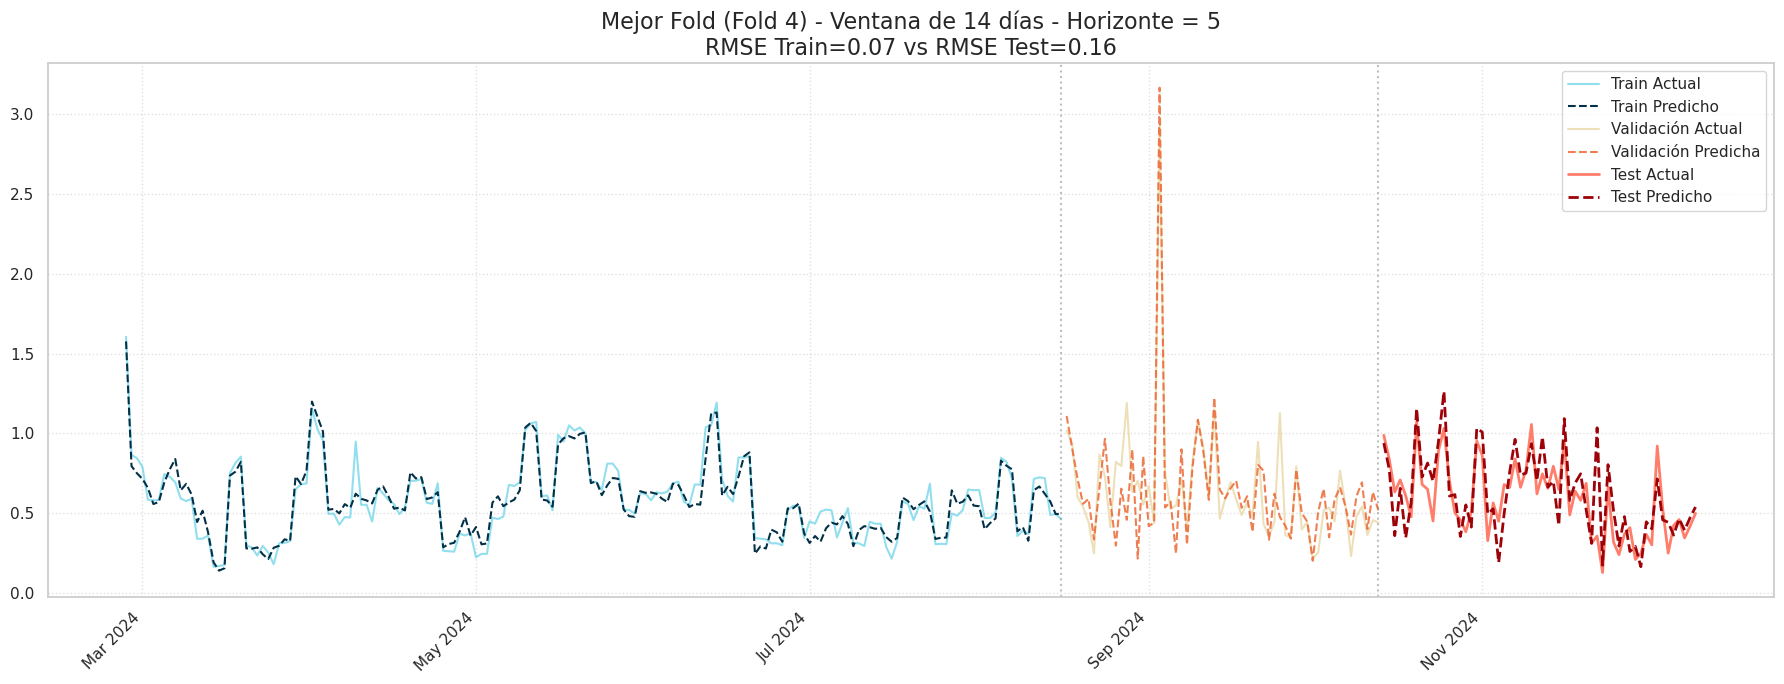 Mejor Fold (Fold 4) - Ventana de 14 días - Horizonte = 5
RMSE Train=0.07 vs RMSE Test=0.16
Train Actual
Train Predicho
Validación Actual
Validación Predicha
Test Actual
Test Predicho
3.0
2.5
2.0
1.5
1.0
0.5
0.0
Mar 2024
May 2024
Jul 2024
Sep 2024
Nov 2024